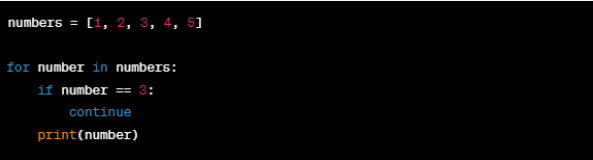 numbers = [1, 2, 3, 4, 5]
for number in numbers:
    if number == 3:
        continue
    print(number)